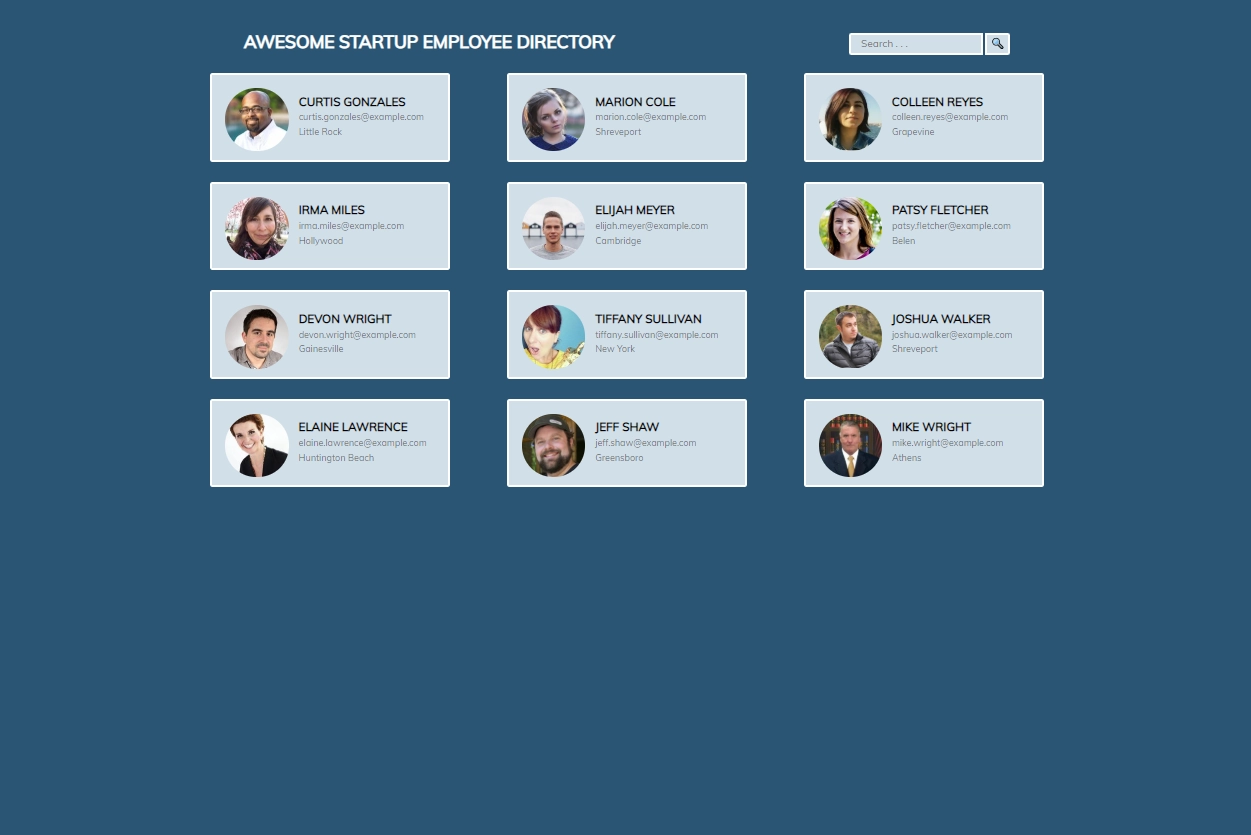 AWESOME STARTUP EMPLOYEE DIRECTORY
Search . . .
CURTIS GONZALES
curtis.gonzales@example.com
Little Rock
MARION COLE
marion.cole@example.com
Shreveport
COLLEEN REYES
colleen.reyes@example.com
Grapevine
IRMA MILES
irma.miles@example.com
Hollywood
ELIJAH MEYER
elijah.meyer@example.com
Cambridge
PATSY FLETCHER
patsy.fletcher@example.com
Belen
DEVON WRIGHT
devon.wright@example.com
Gainesville
TIFFANY SULLIVAN
tiffany.sullivan@example.com
New York
JOSHUA WALKER
joshua.walker@example.com
Shreveport
ELAINE LAWRENCE
elaine.lawrence@example.com
Huntington Beach
JEFF SHAW
jeff.shaw@example.com
Greensboro
MIKE WRIGHT
mike.wright@example.com
Athens